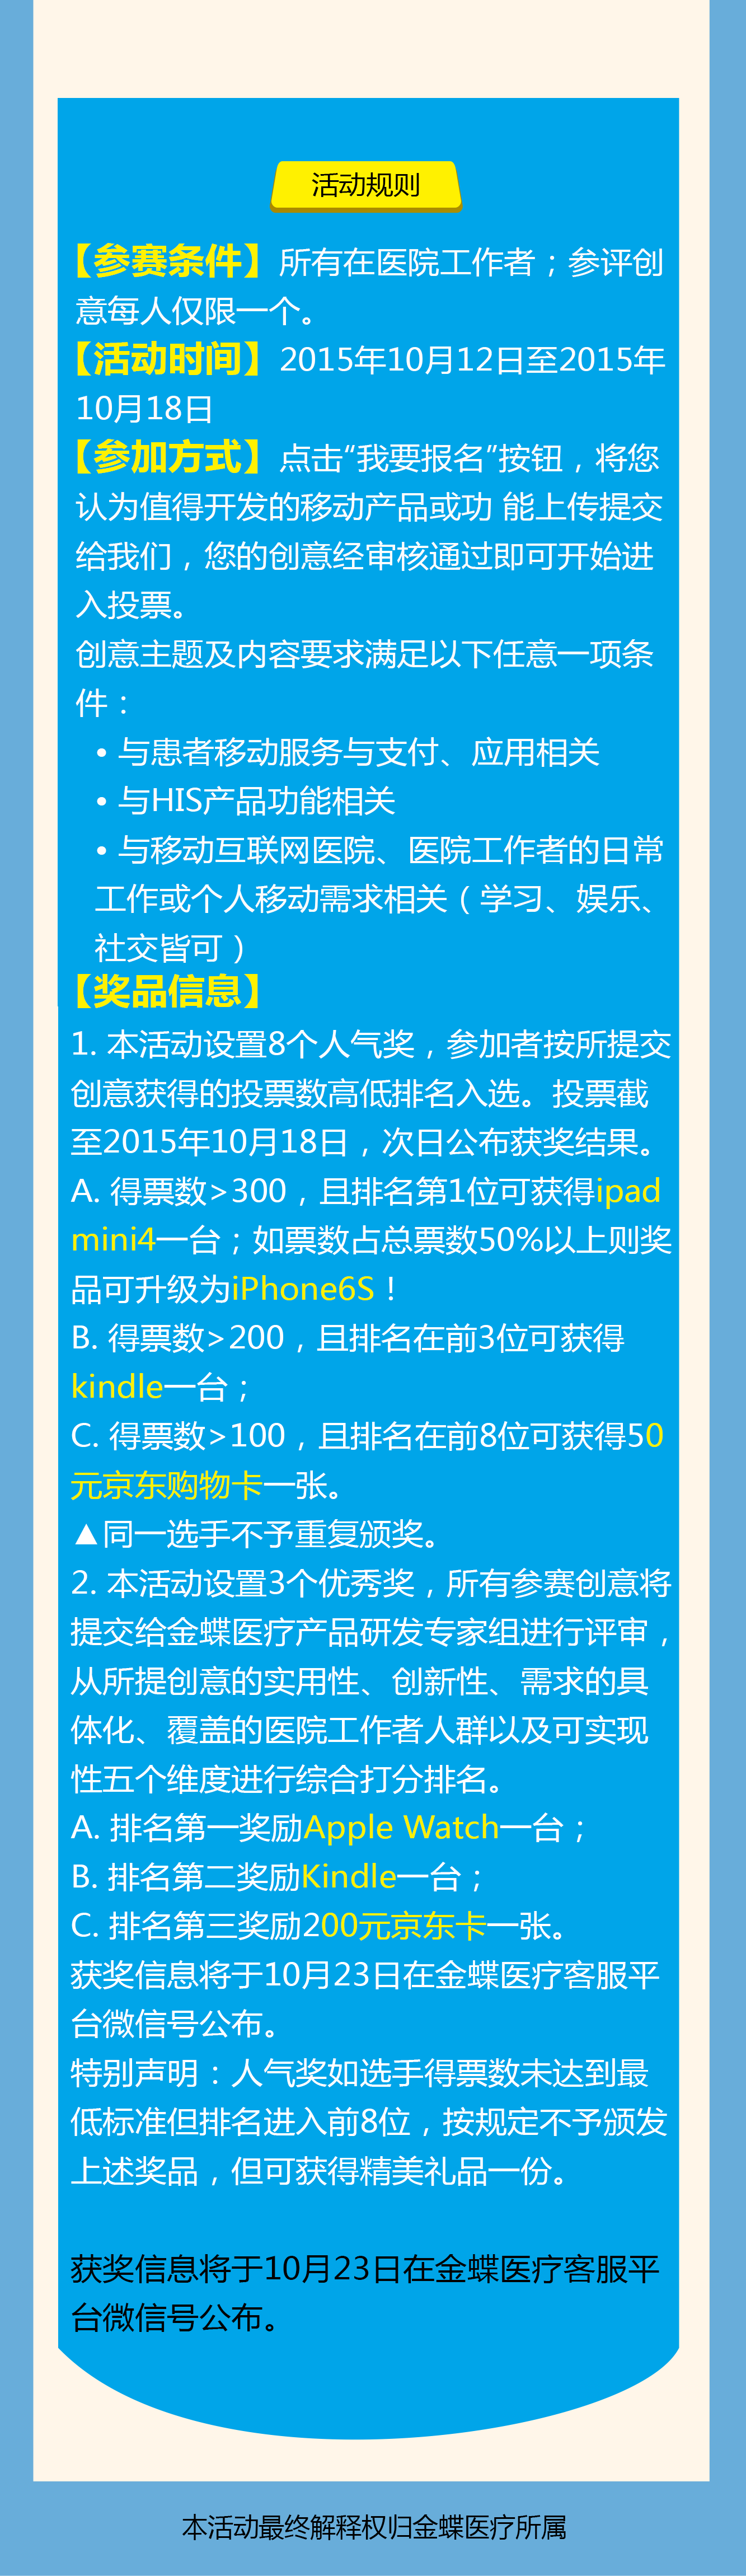 活动规则
【参赛条件】所有在医院工作者；参评创
意每人仅限一个。
【活动时间】2015年10月12日至2015年
10月18日
【参加方式】点击"我要报名"按钮，将您
认为值得开发的移动产品或功 能上传提交
给我们，您的创意经审核通过即可开始进
入投票。
创意主题及内容要求满足以下任意一项条
件：
• 与患者移动服务与支付、应用相关
• 与HIS产品功能相关
• 与移动互联网医院、医院工作者的日常
工作或个人移动需求相关（学习、娱乐、
社交皆可）
【奖品信息】
1. 本活动设置8个人气奖，参加者按所提交
创意获得的投票数高低排名入选。投票截
至2015年10月18日，次日公布获奖结果。
A. 得票数>300，且排名第1位可获得ipad
mini4一台；如票数占总票数50%以上则奖
品可升级为iPhone6S！
B. 得票数>200，且排名在前3位可获得
kindle一台；
C. 得票数>100，且排名在前8位可获得50
元京东购物卡一张。
▲同一选手不予重复颁奖。
2. 本活动设置3个优秀奖，所有参赛创意将
提交给金蝶医疗产品研发专家组进行评审，
从所提创意的实用性、创新性、需求的具
体化、覆盖的医院工作者人群以及可实现
性五个维度进行综合打分排名。
A. 排名第一奖励Apple Watch一台；
B. 排名第二奖励Kindle一台；
C. 排名第三奖励200元京东卡一张。
获奖信息将于10月23日在金蝶医疗客服平
台微信号公布。
特别声明：人气奖如选手得票数未达到最
低标准但排名进入前8位，按规定不予颁发
上述奖品，但可获得精美礼品一份。
获奖信息将于10月23日在金蝶医疗客服平
台微信号公布。
本活动最终解释权归金蝶医疗所属